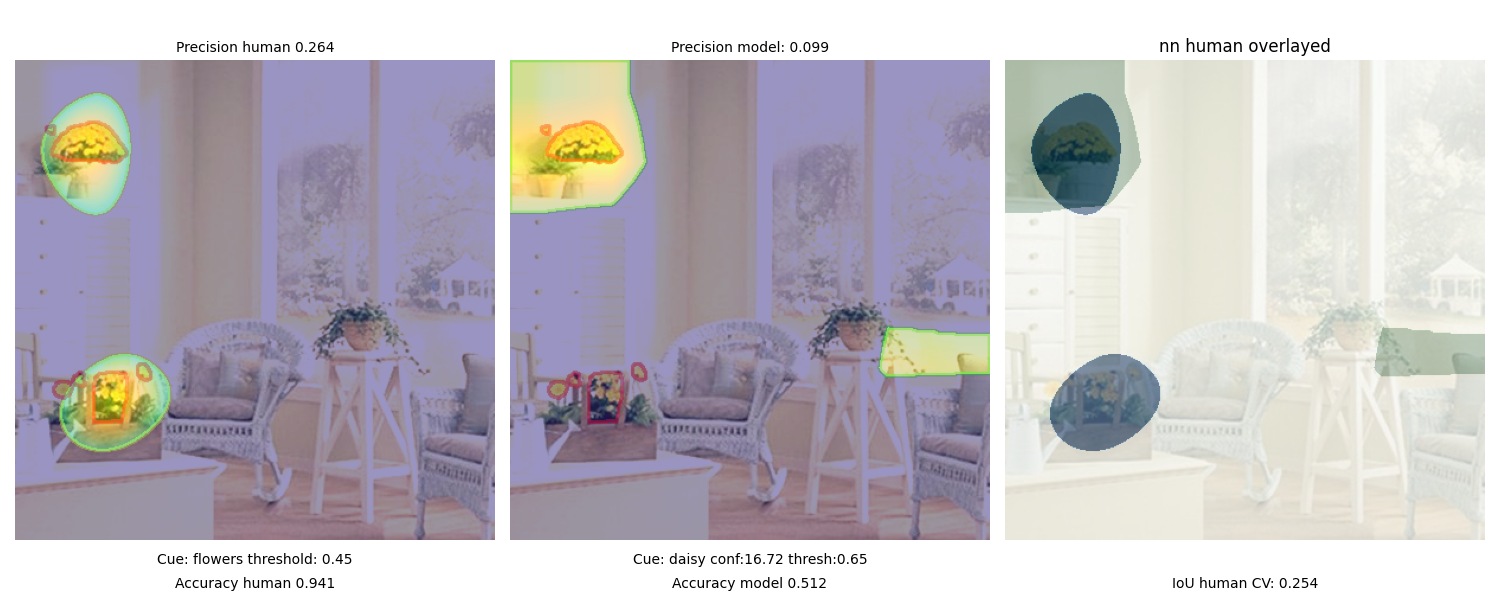 Precision human 0.264
Precision model: 0.099
nn human overlayed
Cue: flowers threshold: 0.45
Cue: daisy conf:16.72 thresh:0.65
Accuracy human 0.941
Accuracy model 0.512
IoU human CV: 0.254